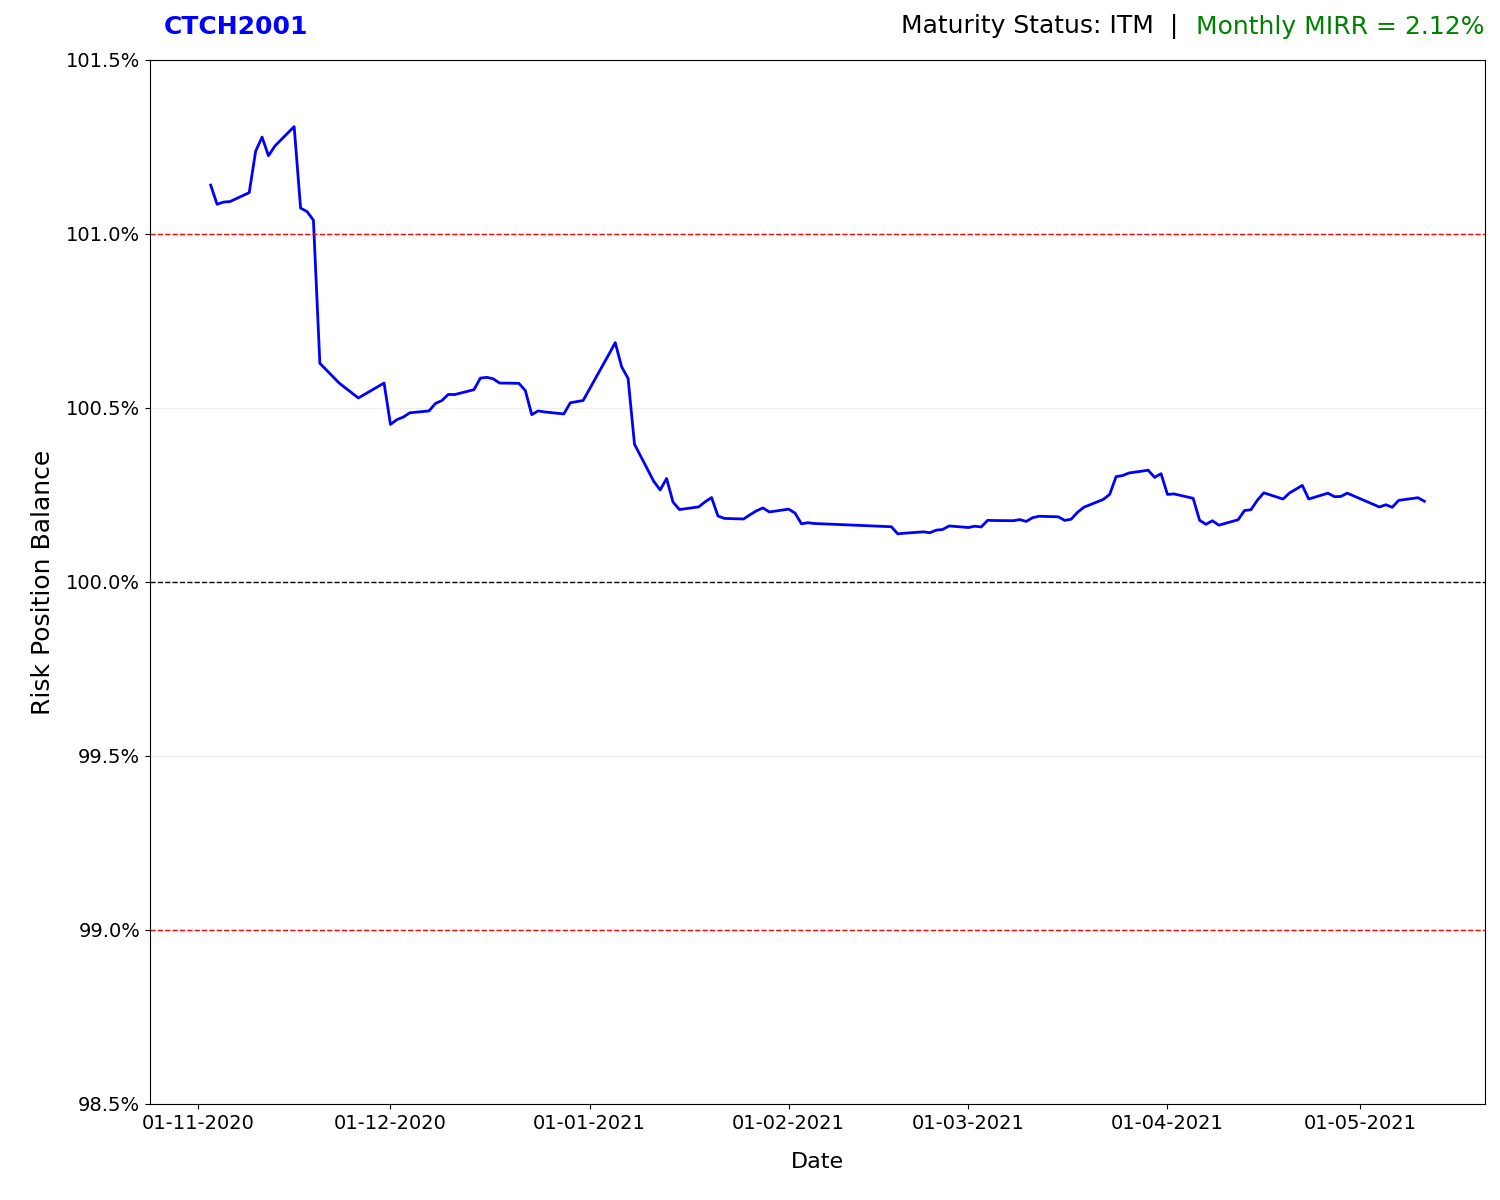 CTCH2001
Maturity Status: ITM | Monthly MIRR = 2.12%
101.5%
101.0%
100.5%
100.0%
99.5%
99.0%
98.5%
Risk Position Balance
01-11-2020 01-12-2020 01-01-2021 01-02-2021 01-03-2021 01-04-2021 01-05-2021
Date